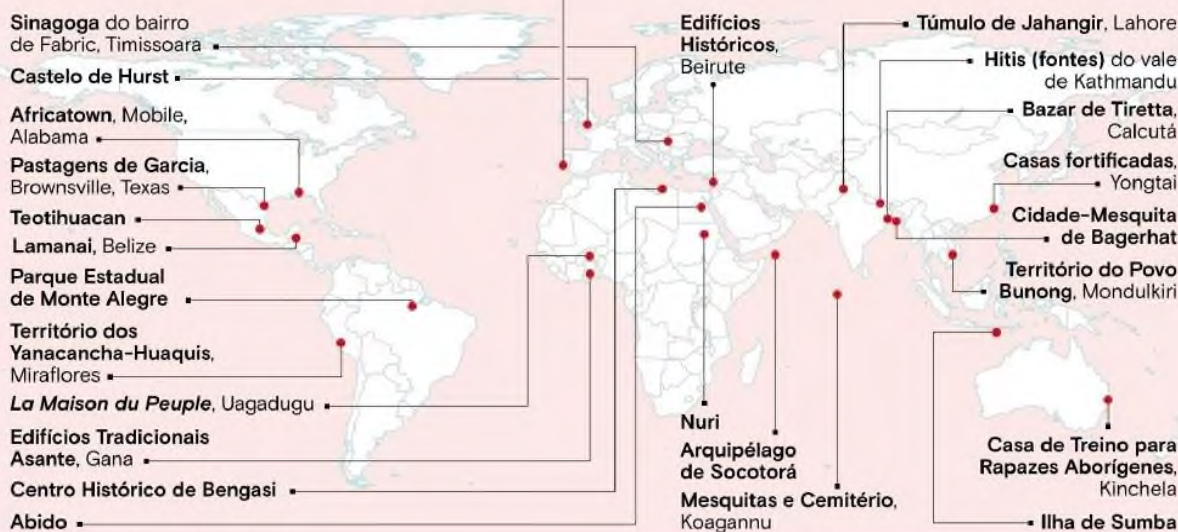 Sinagoga do bairro
de Fabric, Timissoara
Castelo de Hurst
Africatown, Mobile,
Alabama
Pastagens de Garcia,
Brownsville, Texas
Teotihuacan
Lamanai, Belize
Parque Estadual
de Monte Alegre
Território dos
Yanacancha-Huaquis,
Miraflores
La Maison du Peuple, Uagadugu
Edifícios Tradicionais
Asante, Gana
Centro Histórico de Bengasi
Abido
Edifícios
Históricos,
Beirute
Nuri
Arquipélago
de Socotorá
Mesquitas e Cemitério,
Koagannu
Túmulo de Jahangir, Lahore
Hitis (fontes) do vale
de Kathmandu
Bazar de Tiretta,
Calcutá
Casas fortificadas,
Yongtai
Cidade-Mesquita
de Bagerhat
Território do Povo
Bunong, Mondulkiri
Casa de Treino para
Rapazes Aborígenes,
Kinchela
Ilha de Sumba